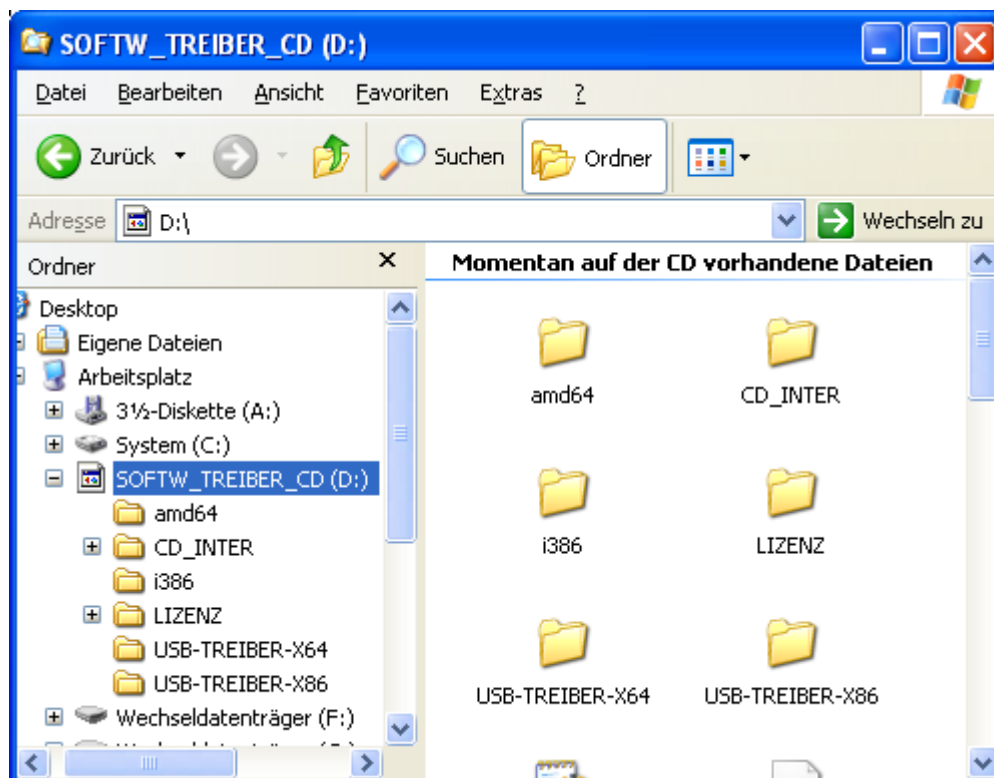 SOFTW_TREIBER_CD (D:)
Datei Bearbeiten Ansicht Favoriten Extras ?
Zurück Suchen Ordner
Adresse D:\ Wechseln zu
Ordner
Desktop
Eigene Dateien
Arbeitsplatz
3½-Diskette (A:)
System (C:)
SOFTW_TREIBER_CD (D:)
amd64
CD_INTER
i386
LIZENZ
USB-TREIBER-X64
USB-TREIBER-X86
Wechseldatenträger (F:)
Momentan auf der CD vorhandene Dateien
amd64 CD_INTER
i386 LIZENZ
USB-TREIBER-X64 USB-TREIBER-X86